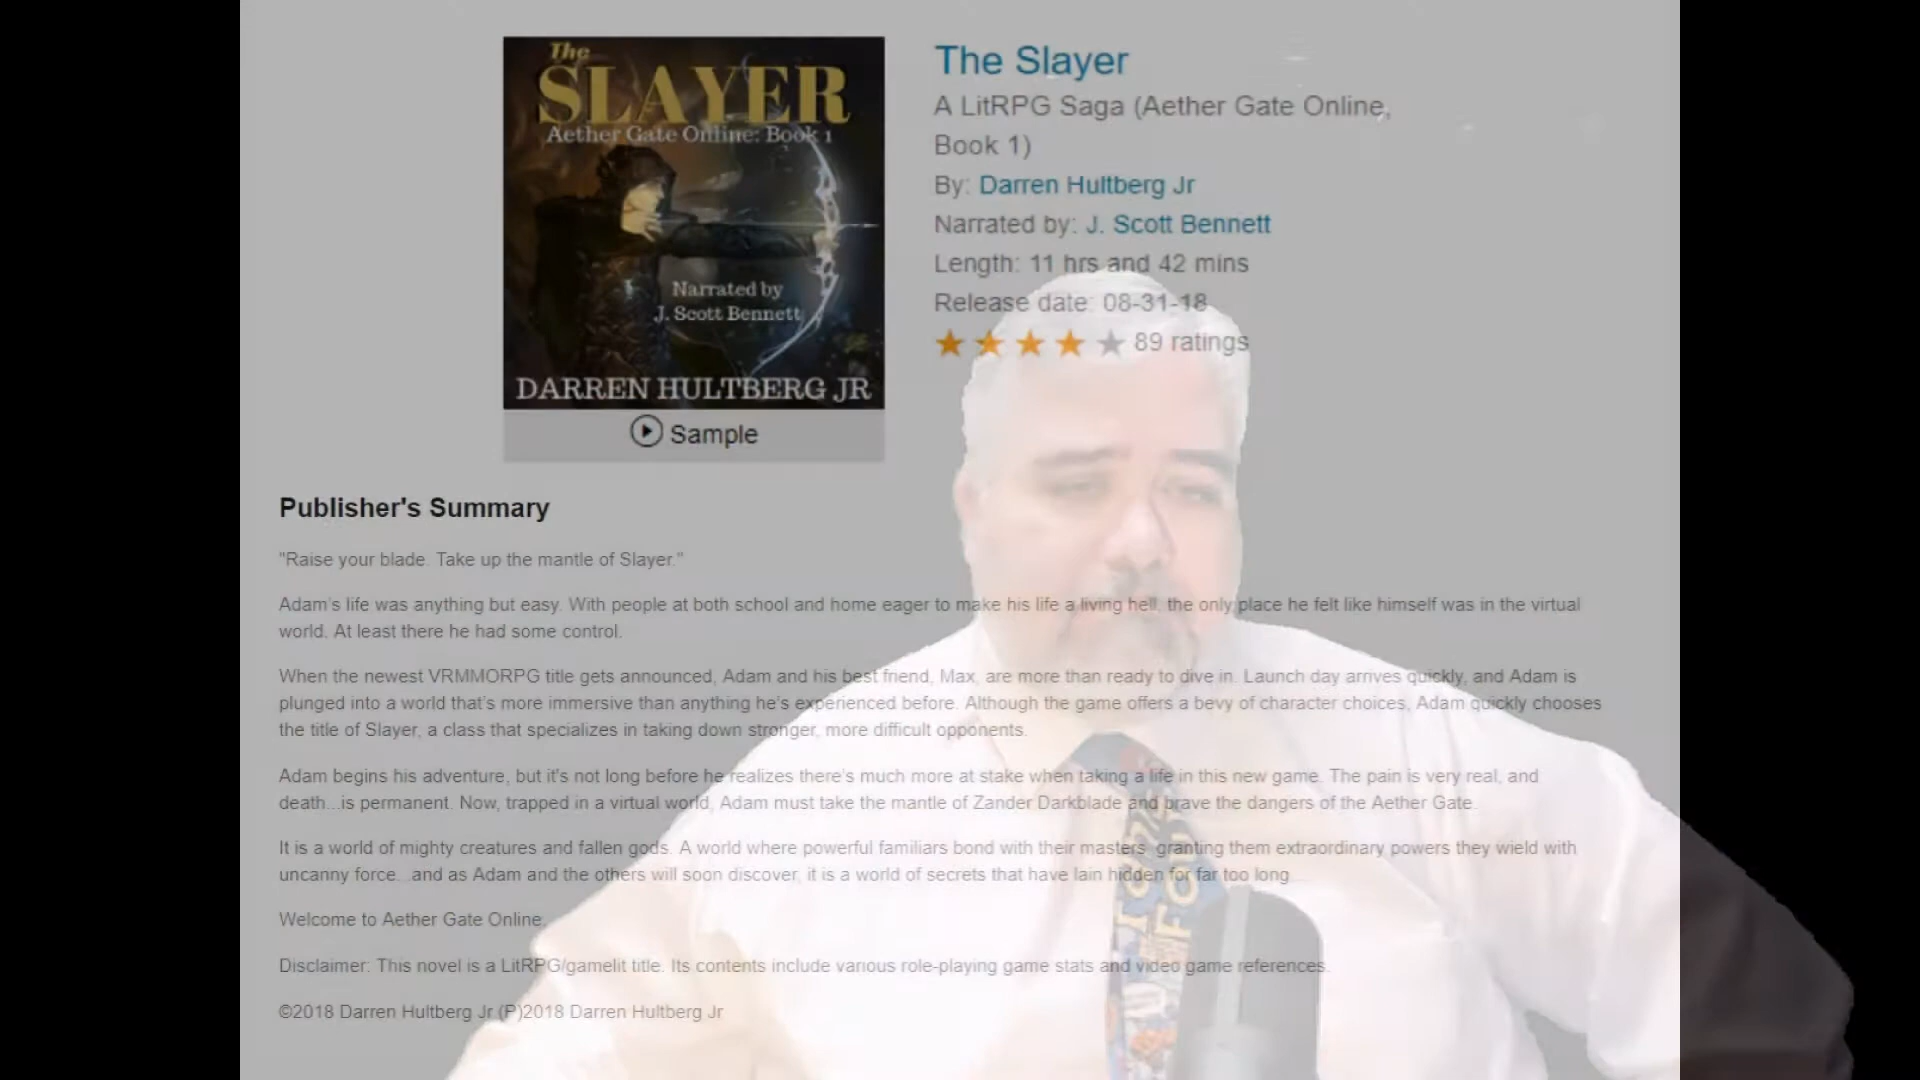 The
SLAYER
Aether Gate Online: Book 1
Narrated by
J. Scott Bennett
DARREN HULTBERG JR
Sample
The Slayer
A LitRPG Saga (Aether Gate Online,
Book 1)
By: Darren Hultberg Jr
Narrated by: J. Scott Bennett
Length: 11 hrs and 42 mins
Release date: 08-31-18
89 ratings
Publisher's Summary
"Raise your blade. Take up the mantle of Slayer."
Adam's life was anything but easy. With people at both school and home eager to make his life a living hell, the only place he felt like himself was in the virtual
world. At least there he had some control.
When the newest VRMMORPG title gets announced, Adam and his best friend, Max, are more than ready to dive in. Launch day arrives quickly, and Adam is
plunged into a world that's more immersive than anything he's experienced before. Although the game offers a bevy of character choices, Adam quickly chooses
the title of Slayer, a class that specializes in taking down stronger, more difficult opponents.
Adam begins his adventure, but it's not long before he realizes there's much more at stake when taking a life in this new game. The pain is very real, and
death...is permanent. Now, trapped in a virtual world, Adam must take the mantle of Zander Darkblade and brave the dangers of the Aether Gate.
It is a world of mighty creatures and fallen gods. A world where powerful familiars bond with their masters, granting them extraordinary powers they wield with
uncanny force...and as Adam and the others will soon discover, it is a world of secrets that have lain hidden for far too long...
Welcome to Aether Gate Online.
Disclaimer: This novel is a LitRPG/gamelit title. Its contents include various role-playing game stats and video game references.
©2018 Darren Hultberg Jr (P)2018 Darren Hultberg Jr